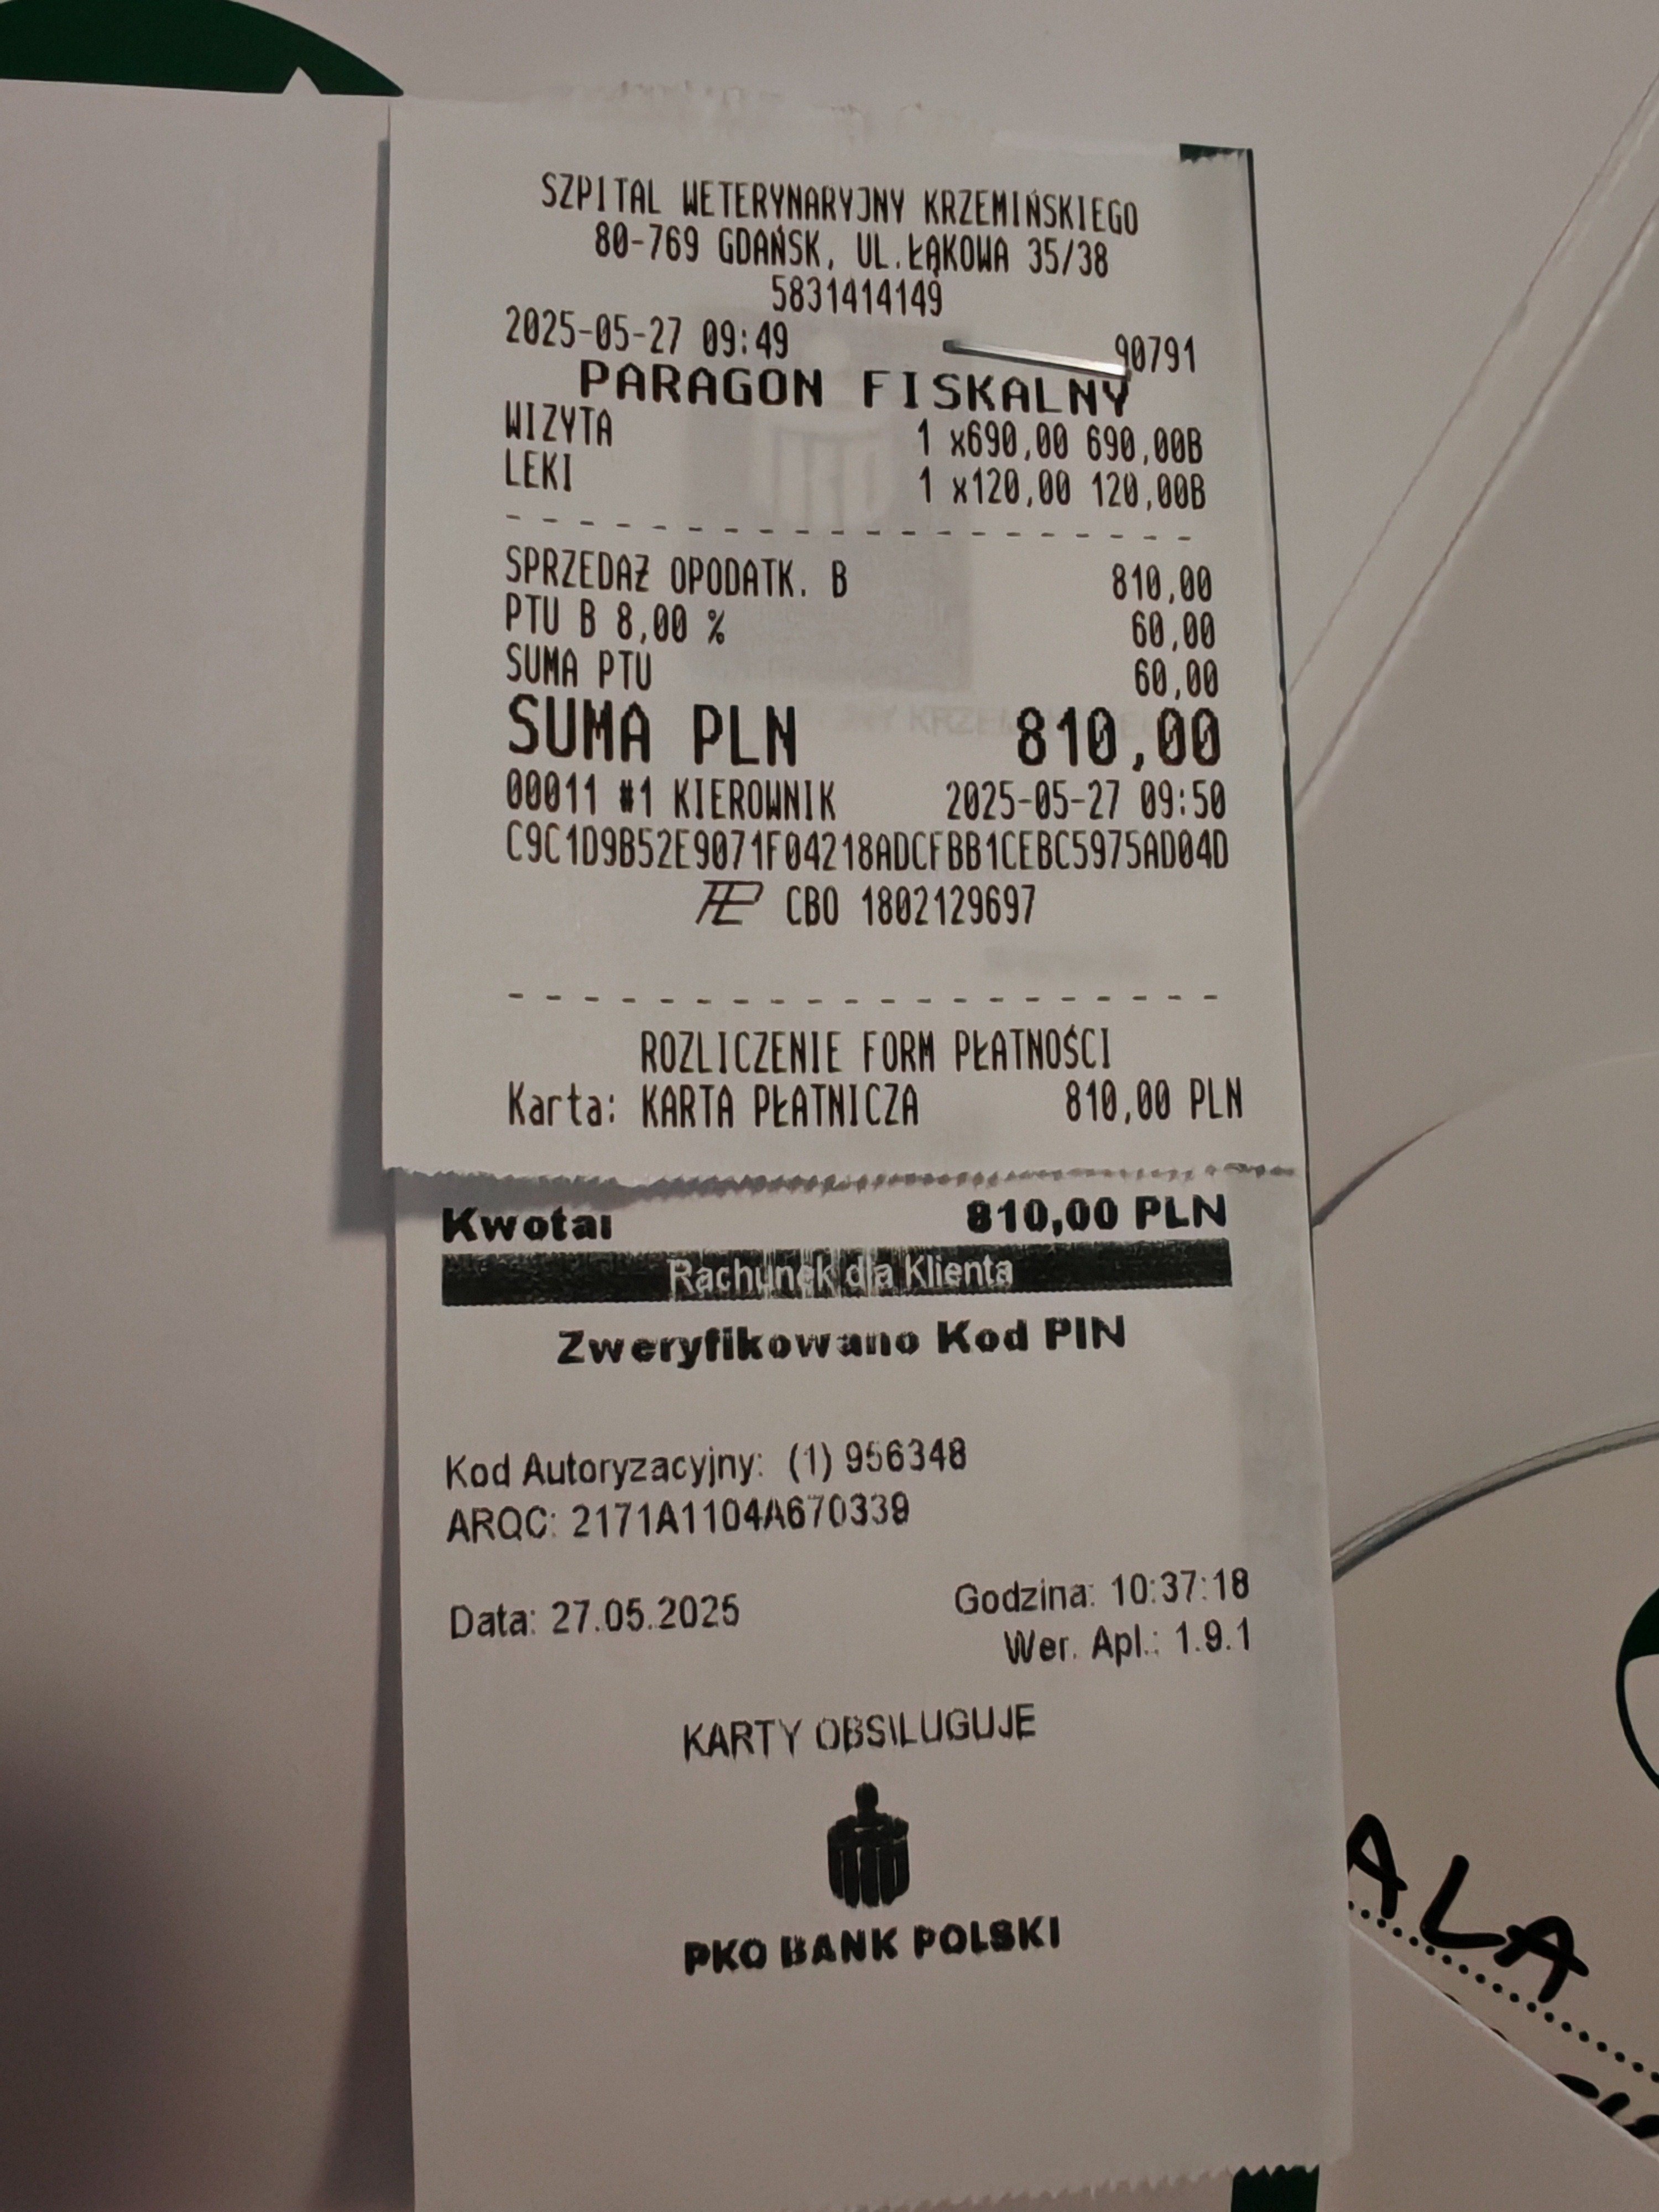 SZPITAL WETERYNARYJNY KRZEMIŃSKIEGO
80-769 GDAŃSK, UL.ŁĄKOWA 35/38
5831414149
2025-05-27 09:49 90791
PARAGON FISKALNY
WIZYTA 1 x690,00 690,00B
LEKI 1 x120,00 120,00B
SPRZEDAŻ OPODATK. B 810,00
PTU B 8,00 % 60,00
SUMA PTU 60,00
SUMA PLN 810,00
00011 #1 KIEROWNIK 2025-05-27 09:50
C9C1D9B52E9071F04218ADCFBB1CEBC5975AD04D
CBO 1802129697
ROZLICZENIE FORM PŁATNOŚCI
Karta: KARTA PŁATNICZA 810,00 PLN
Kwota: 810,00 PLN
Rachunek dla Klienta
Zweryfikowano Kod PIN
Kod Autoryzacyjny: (1) 956348
ARQC: 2171A1104A670339
Data: 27.05.2025 Godzina: 10:37:18
Wer. Apl.: 1.9.1
KARTY OBSŁUGUJE
PKO BANK POLSKI
ALA